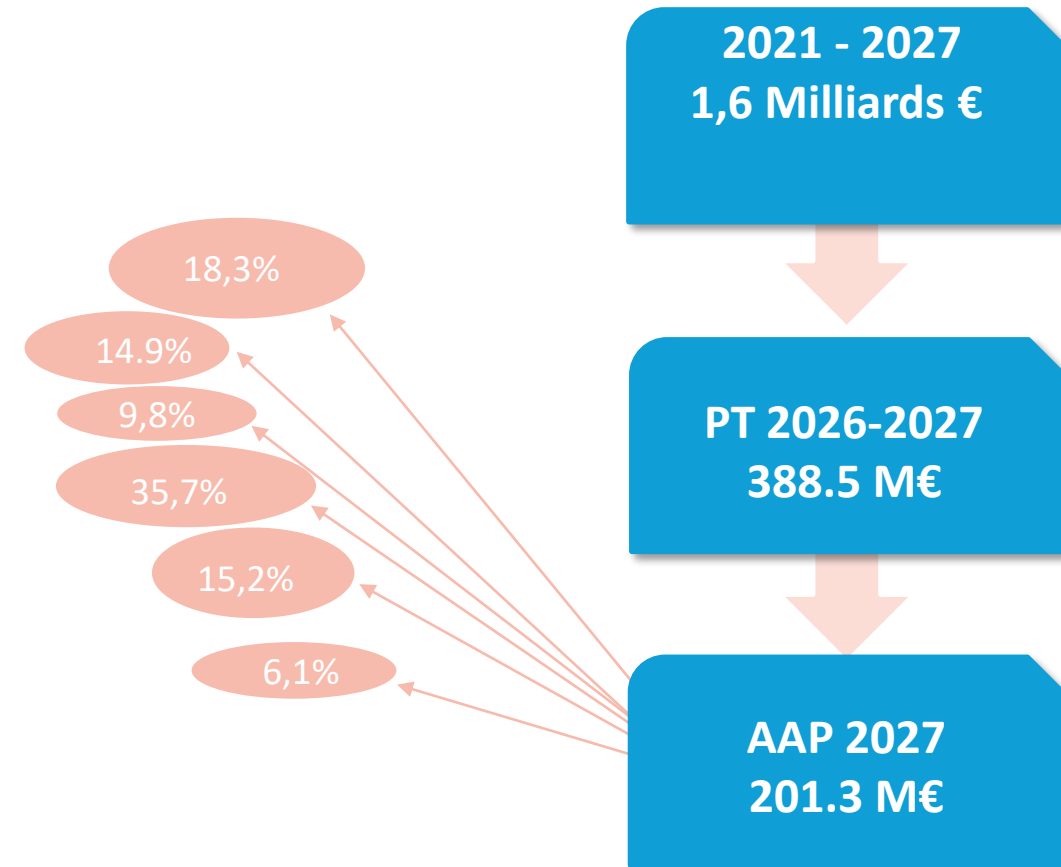 2021 - 2027
1,6 Milliards €
18,3%
14.9%
9,8%
35,7%
15,2%
6,1%
PT 2026-2027
388.5 M€
AAP 2027
201.3 M€